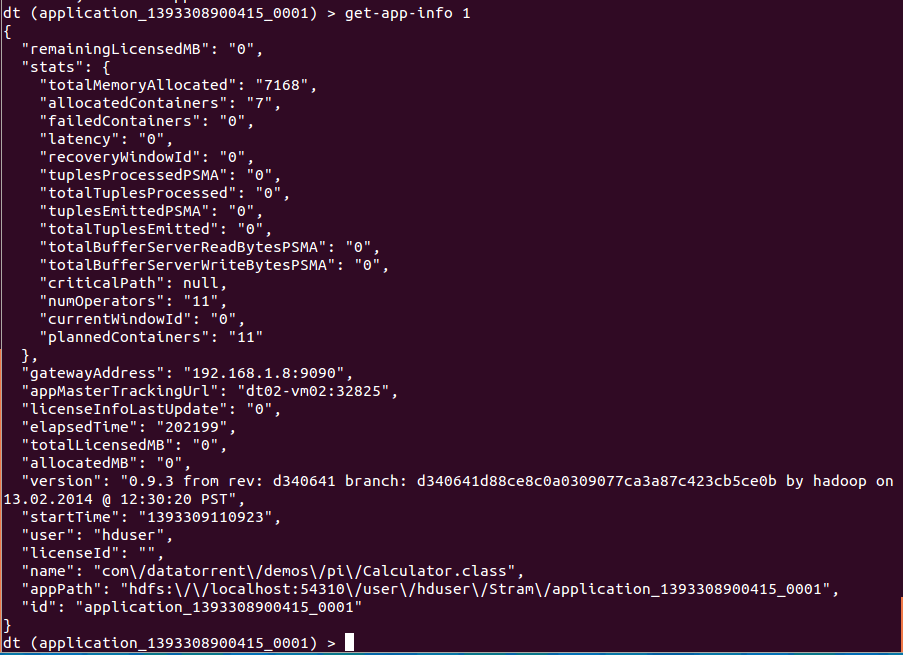 dt (application_1393308900415_0001) > get-app-info 1
{
  "remainingLicensedMB": "0",
  "stats": {
    "totalMemoryAllocated": "7168",
    "allocatedContainers": "7",
    "failedContainers": "0",
    "latency": "0",
    "recoveryWindowId": "0",
    "tuplesProcessedPSMA": "0",
    "totalTuplesProcessed": "0",
    "tuplesEmittedPSMA": "0",
    "totalTuplesEmitted": "0",
    "totalBufferServerReadBytesPSMA": "0",
    "totalBufferServerWriteBytesPSMA": "0",
    "criticalPath": null,
    "numOperators": "11",
    "currentWindowId": "0",
    "plannedContainers": "11"
  },
  "gatewayAddress": "192.168.1.8:9090",
  "appMasterTrackingUrl": "dt02-vm02:32825",
  "licenseInfoLastUpdate": "0",
  "elapsedTime": "202199",
  "totalLicensedMB": "0",
  "allocatedMB": "0",
  "version": "0.9.3 from rev: d340641 branch: d340641d88ce8c0a0309077ca3a87c423cb5ce0b by hadoop on
13.02.2014 @ 12:30:20 PST",
  "startTime": "1393309110923",
  "user": "hduser",
  "licenseId": "",
  "name": "com\/datatorrent\/demos\/pi\/Calculator.class",
  "appPath": "hdfs:\/\/localhost:54310\/user\/hduser\/Stram\/application_1393308900415_0001",
  "id": "application_1393308900415_0001"
}
dt (application_1393308900415_0001) >